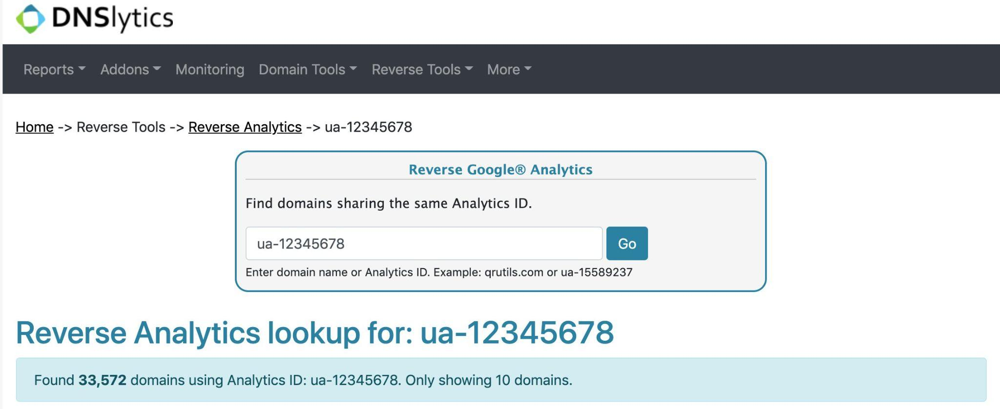 DNSlytics
Reports Addons Monitoring Domain Tools Reverse Tools More
Home -> Reverse Tools -> Reverse Analytics -> ua-12345678
Reverse Google® Analytics
Find domains sharing the same Analytics ID.
ua-12345678 Go
Enter domain name or Analytics ID. Example: qrutils.com or ua-15589237
Reverse Analytics lookup for: ua-12345678
Found 33,572 domains using Analytics ID: ua-12345678. Only showing 10 domains.